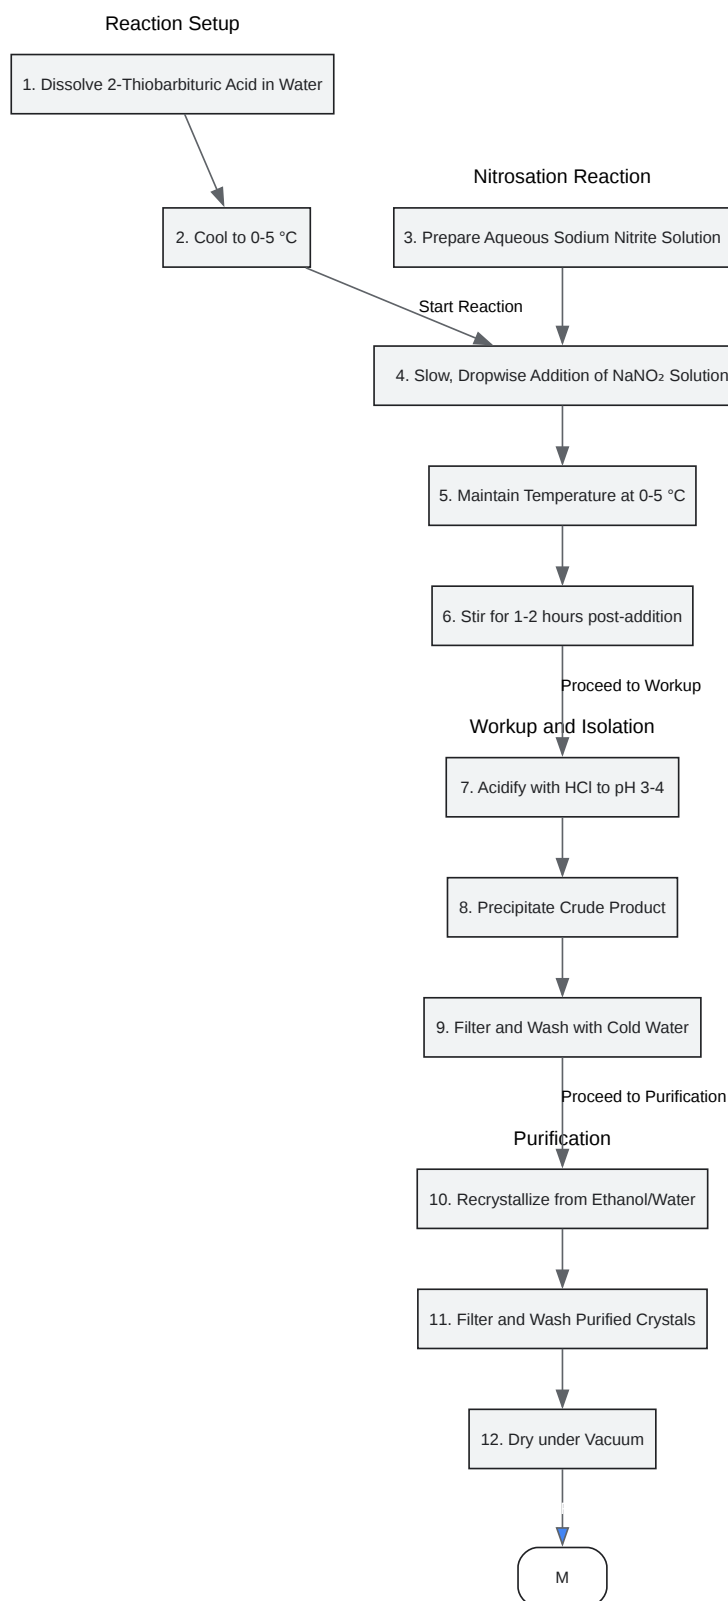 Reaction Setup
1. Dissolve 2-Thiobarbituric Acid in Water
Nitrosation Reaction
2. Cool to 0-5 °C
3. Prepare Aqueous Sodium Nitrite Solution
Start Reaction
4. Slow, Dropwise Addition of NaNO₂ Solution
5. Maintain Temperature at 0-5 °C
6. Stir for 1-2 hours post-addition
Proceed to Workup
Workup and Isolation
7. Acidify with HCl to pH 3-4
8. Precipitate Crude Product
9. Filter and Wash with Cold Water
Proceed to Purification
Purification
10. Recrystallize from Ethanol/Water
11. Filter and Wash Purified Crystals
12. Dry under Vacuum
M